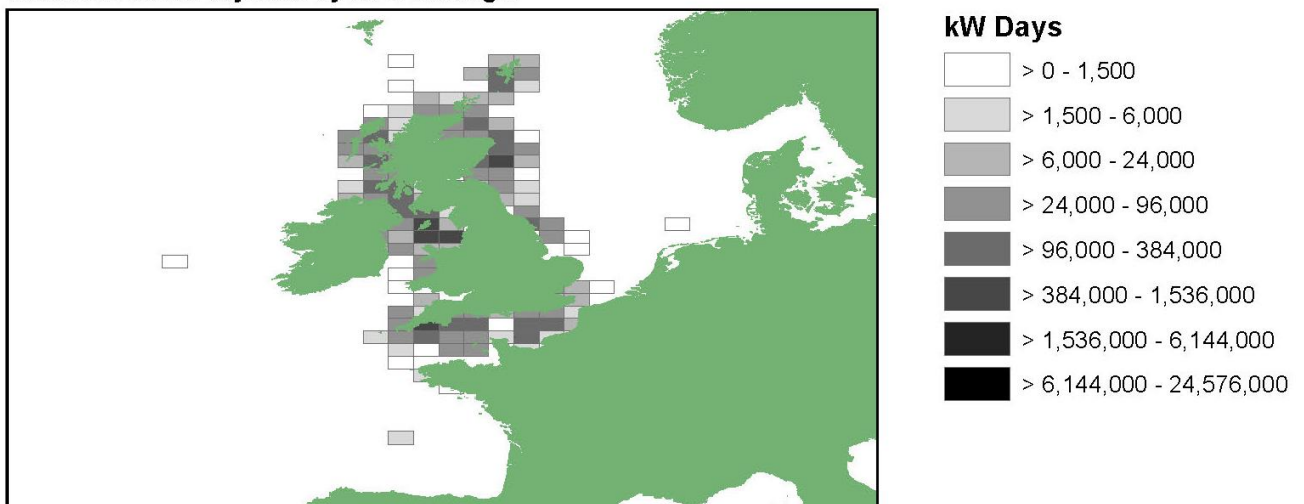 kW Days
> 0 - 1,500
> 1,500 - 6,000
> 6,000 - 24,000
> 24,000 - 96,000
> 96,000 - 384,000
> 384,000 - 1,536,000
> 1,536,000 - 6,144,000
> 6,144,000 - 24,576,000